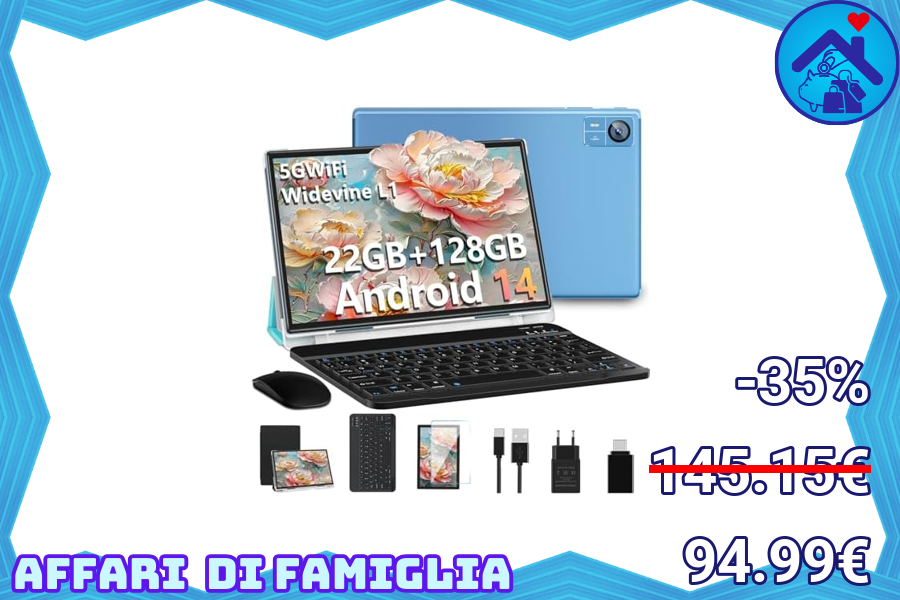 5GWiFi
Widevine L1
22GB+128GB
Android 14
-35%
145.15€
94.99€
AFFARI DI FAMIGLIA